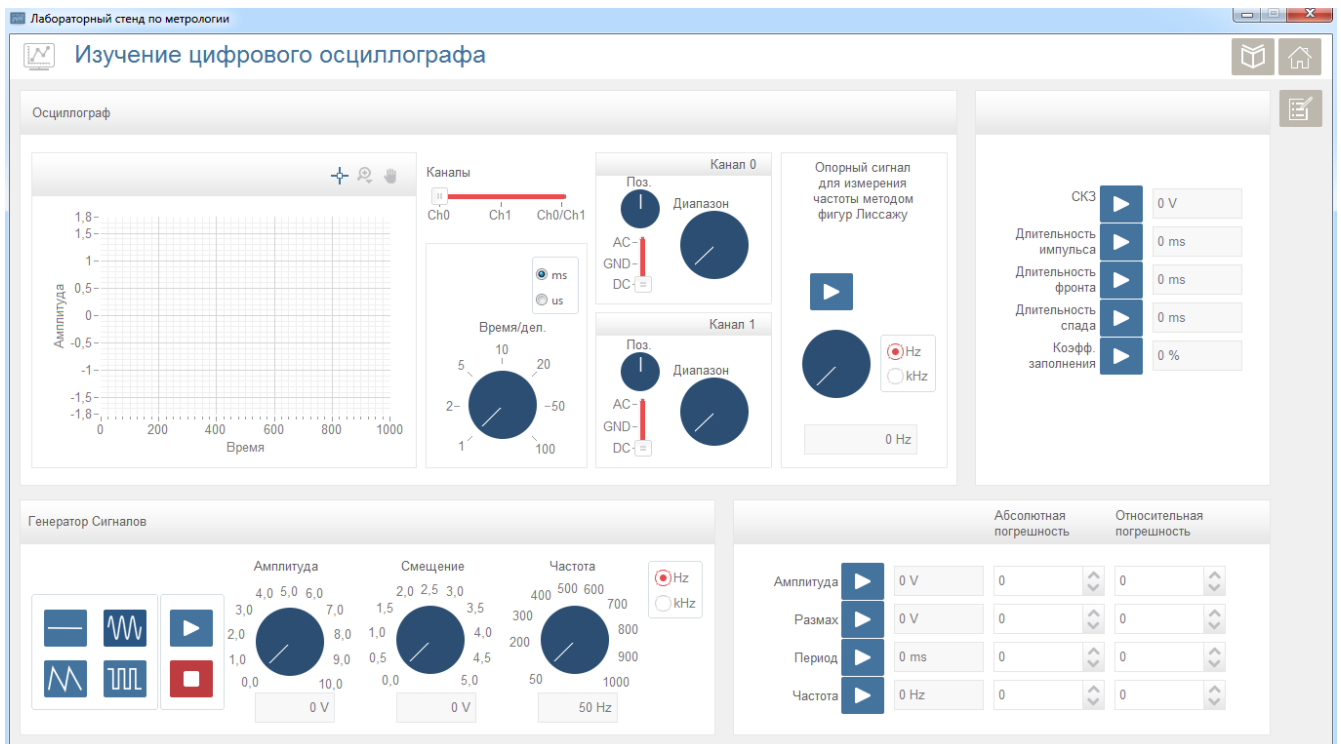 Лабораторный стенд по метрологии
Изучение цифрового осциллографа
Осциллограф
Амплитуда
1,8
1,5
1
0,5
0
-0,5
-1
-1,5
-1,8
0 200 400 600 800 1000
Время
Каналы
Ch0 Ch1 Ch0/Ch1
ms
us
Время/дел.
1 2 5 10 20 50 100
Канал 0
Поз.
Диапазон
AC
GND
DC
Канал 1
Поз.
Диапазон
AC
GND
DC
Опорный сигнал
для измерения
частоты методом
фигур Лиссажу
Hz
kHz
0 Hz
СКЗ 0 V
Длительность
импульса 0 ms
Длительность
фронта 0 ms
Длительность
спада 0 ms
Коэфф.
заполнения 0 %
Генератор Сигналов
Амплитуда
0,0 1,0 2,0 3,0 4,0 5,0 6,0 7,0 8,0 9,0 10,0
0 V
Смещение
0,0 0,5 1,0 1,5 2,0 2,5 3,0 3,5 4,0 4,5 5,0
0 V
Частота
50 200 300 400 500 600 700 800 900 1000
50 Hz
Hz
kHz
Абсолютная
погрешность
Относительная
погрешность
Амплитуда 0 V 0 0
Размах 0 V 0 0
Период 0 ms 0 0
Частота 0 Hz 0 0